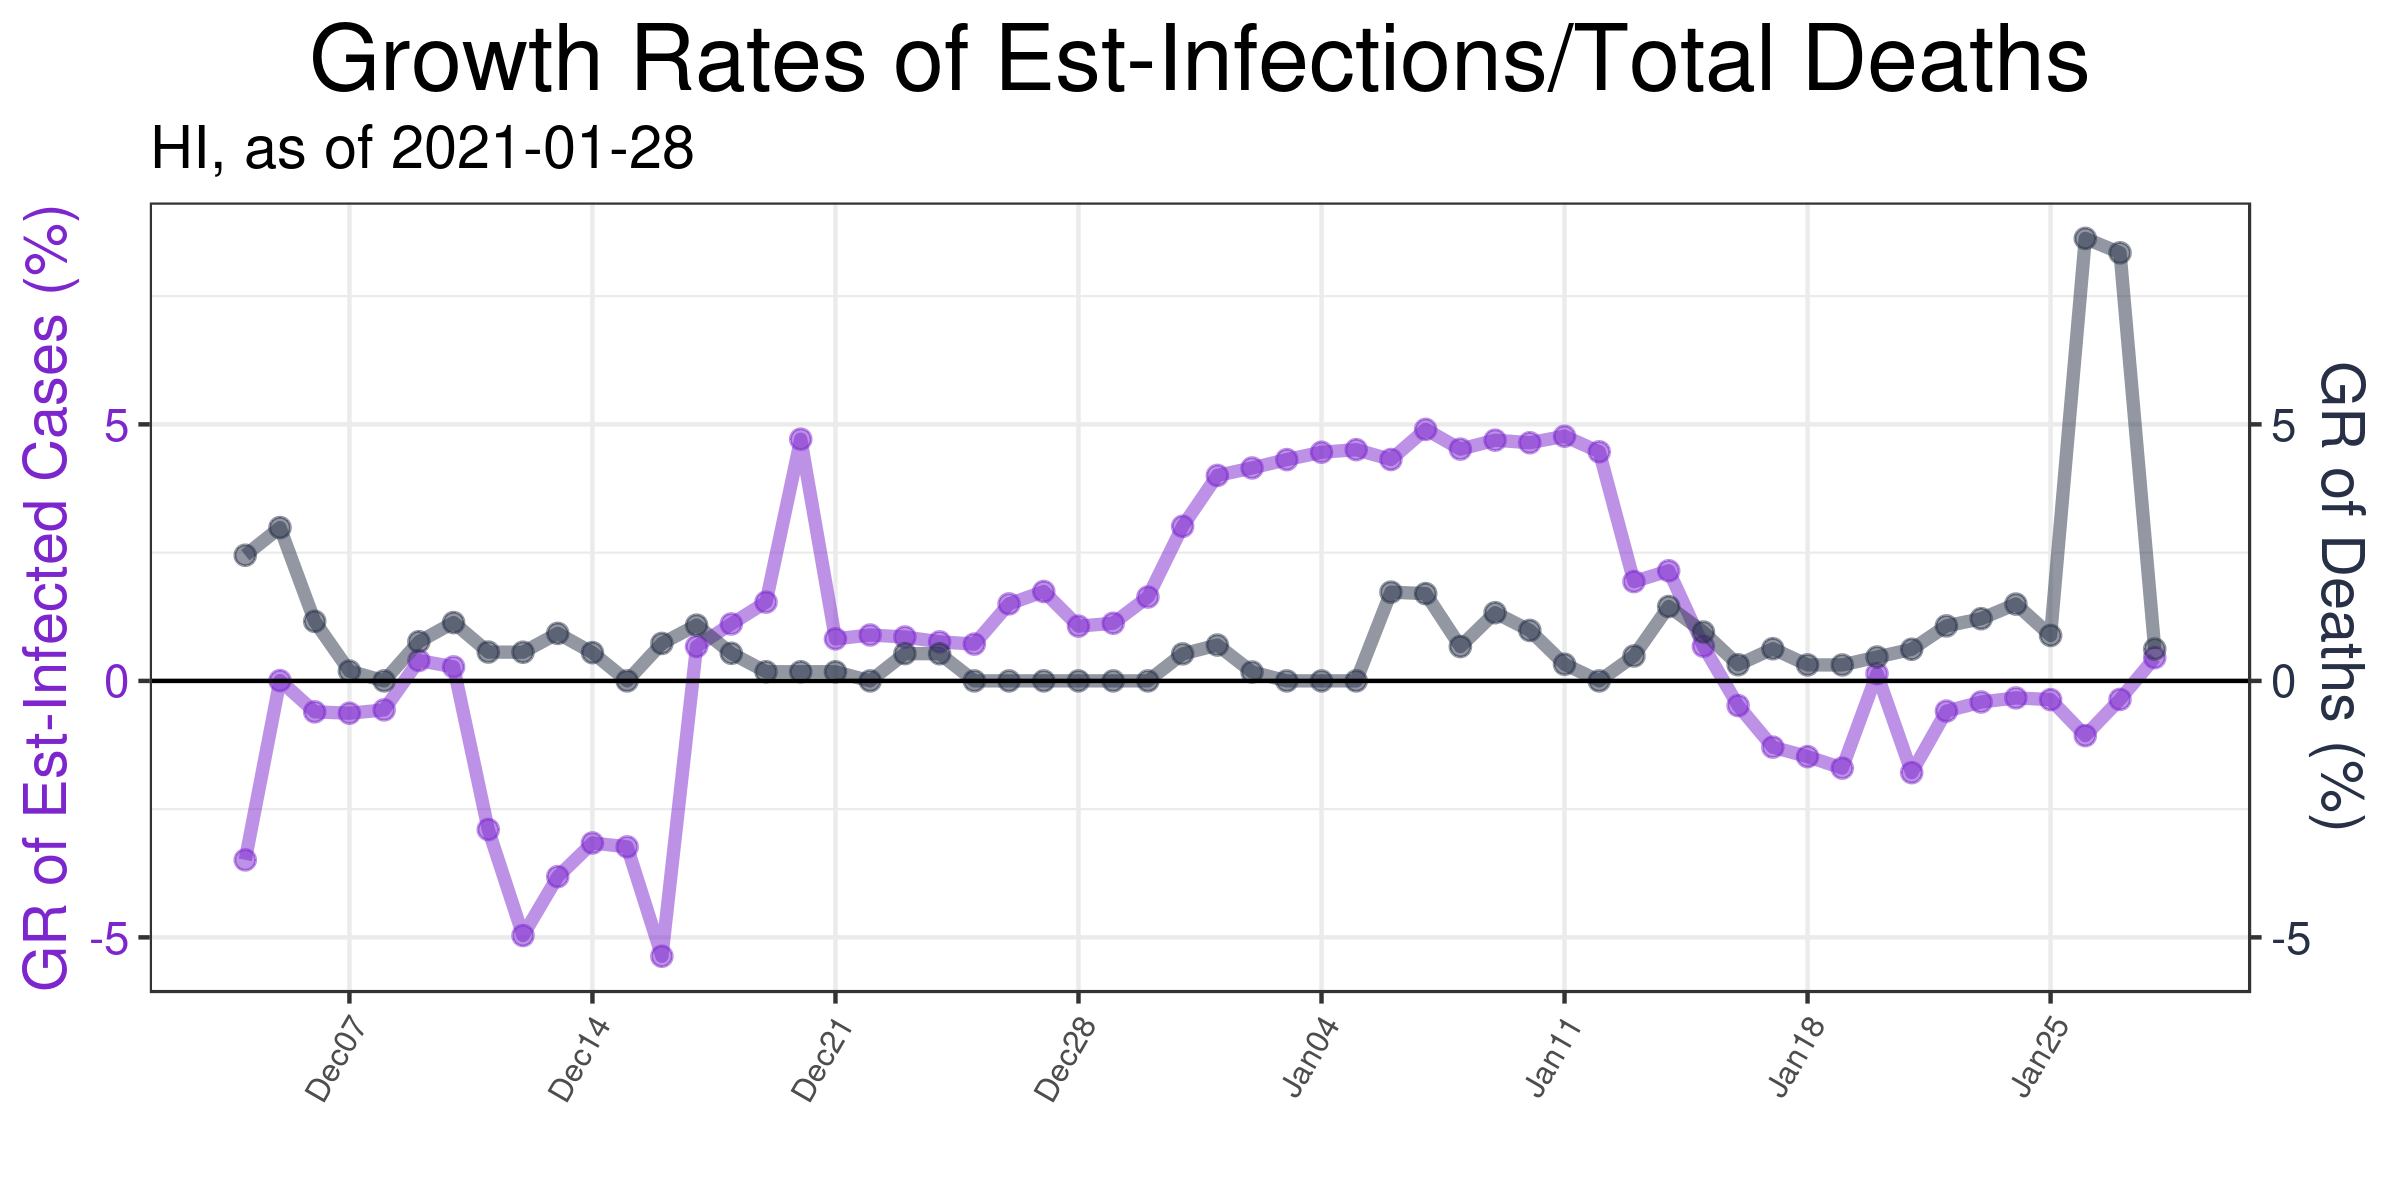 Growth Rates of Est-Infections/Total Deaths
HI, as of 2021-01-28
GR of Est-Infected Cases (%)
5
0
-5
5
0
-5
GR of Deaths (%)
Dec07
Dec14
Dec21
Dec28
Jan04
Jan11
Jan18
Jan25